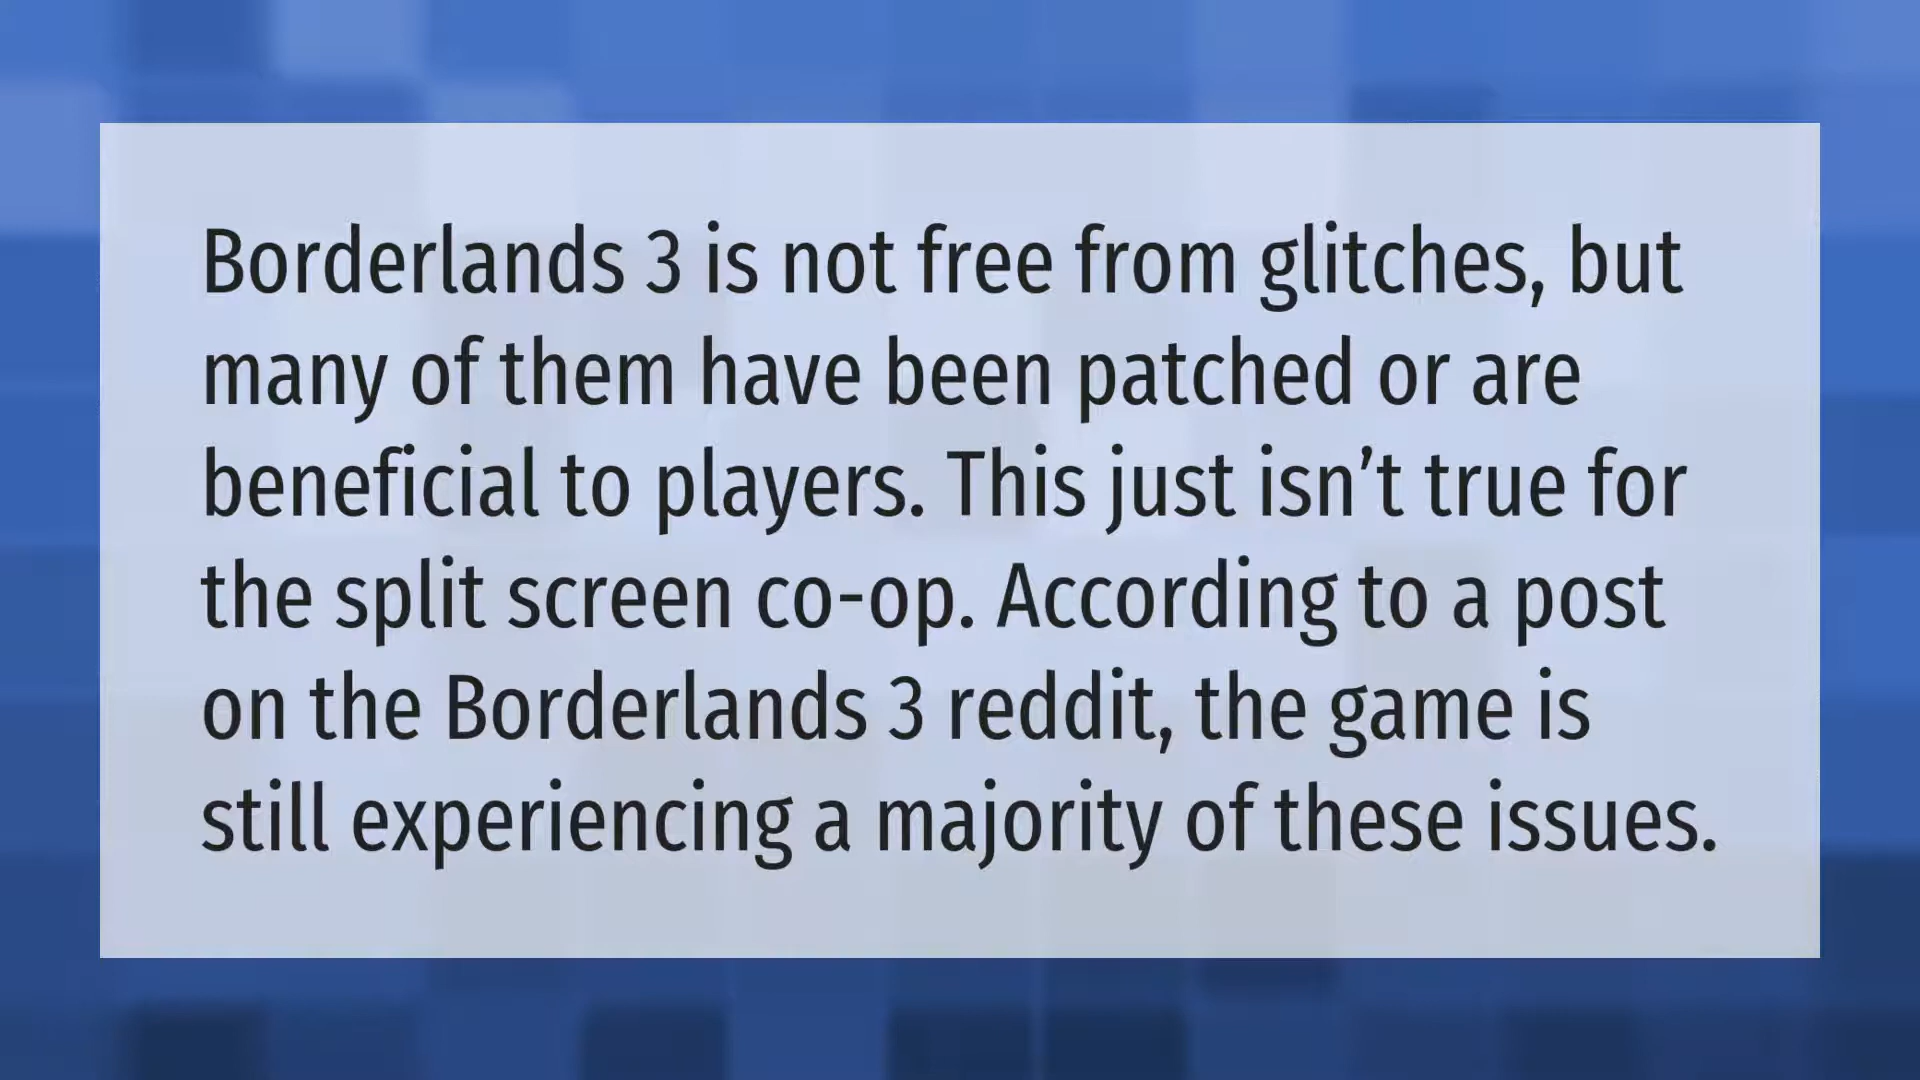 Borderlands 3 is not free from glitches, but
many of them have been patched or are
beneficial to players. This just isn’t true for
the split screen co-op. According to a post
on the Borderlands 3 reddit, the game is
still experiencing a majority of these issues.